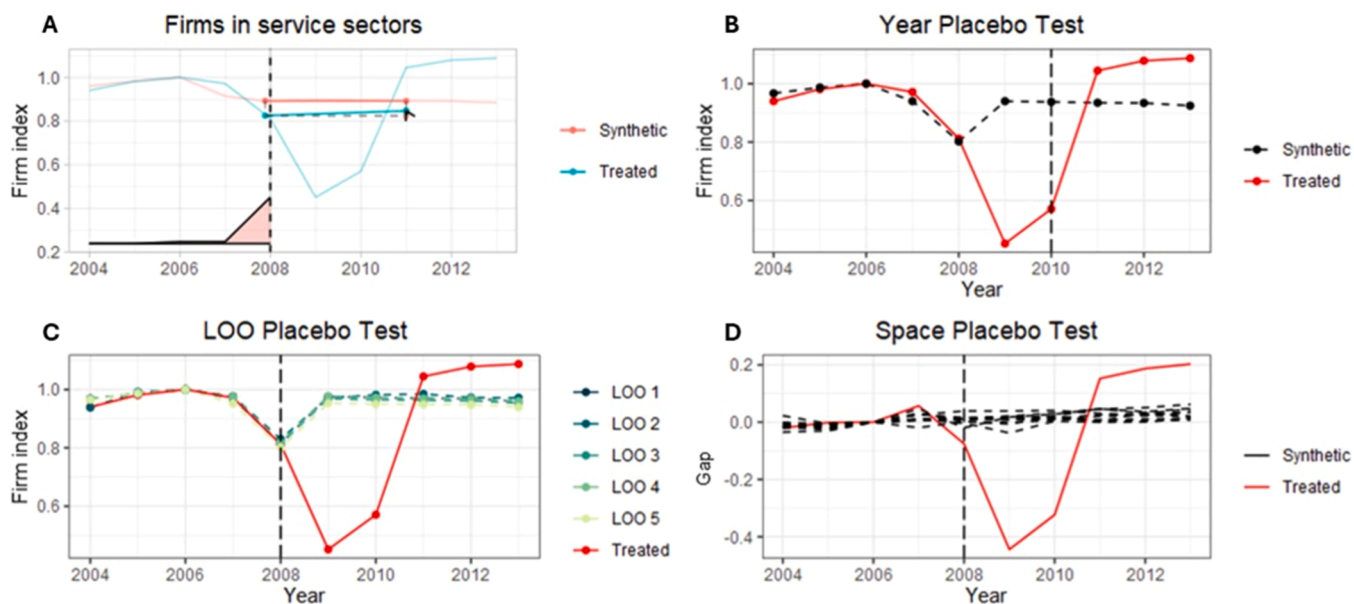 A
Firms in service sectors
Firm index
1.0
0.8
0.6
0.4
0.2
2004 2006 2008 2010 2012
Synthetic
Treated
B
Year Placebo Test
Firm index
1.0
0.8
0.6
2004 2006 2008 2010 2012
Year
Synthetic
Treated
C
LOO Placebo Test
Firm index
1.0
0.8
0.6
2004 2006 2008 2010 2012
Year
LOO 1
LOO 2
LOO 3
LOO 4
LOO 5
Treated
D
Space Placebo Test
Gap
0.2
0.0
-0.2
-0.4
2004 2006 2008 2010 2012
Year
Synthetic
Treated